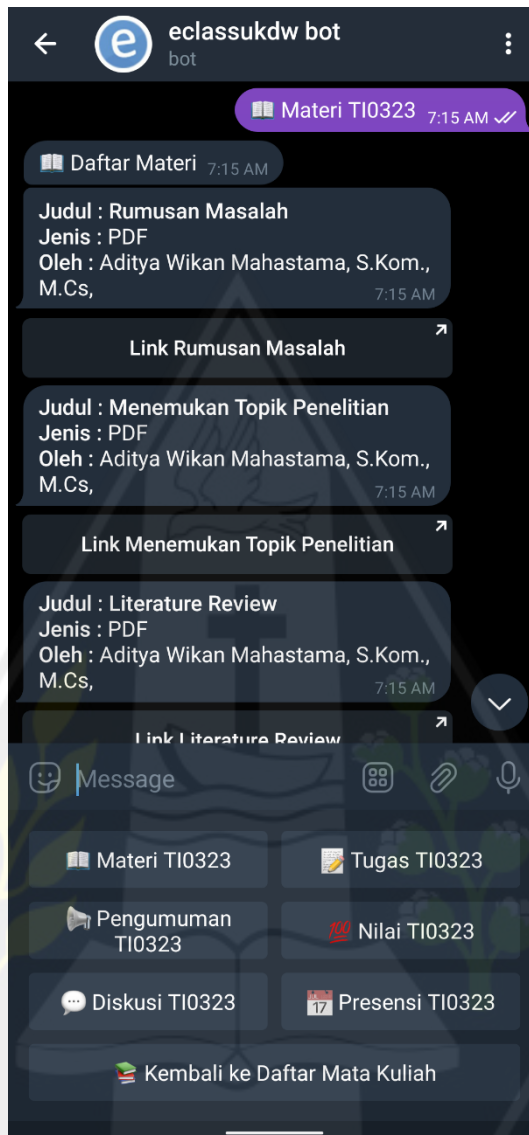 eclassukdw bot
bot
📖 Materi TI0323 7:15 AM
📖 Daftar Materi 7:15 AM
Judul : Rumusan Masalah
Jenis : PDF
Oleh : Aditya Wikan Mahastama, S.Kom.,
M.Cs, 7:15 AM
Link Rumusan Masalah
Judul : Menemukan Topik Penelitian
Jenis : PDF
Oleh : Aditya Wikan Mahastama, S.Kom.,
M.Cs, 7:15 AM
Link Menemukan Topik Penelitian
Judul : Literature Review
Jenis : PDF
Oleh : Aditya Wikan Mahastama, S.Kom.,
M.Cs, 7:15 AM
Link Literature Review
Message
📖 Materi TI0323
📝 Tugas TI0323
📢 Pengumuman
TI0323
💯 Nilai TI0323
💬 Diskusi TI0323
📅 Presensi TI0323
📚 Kembali ke Daftar Mata Kuliah